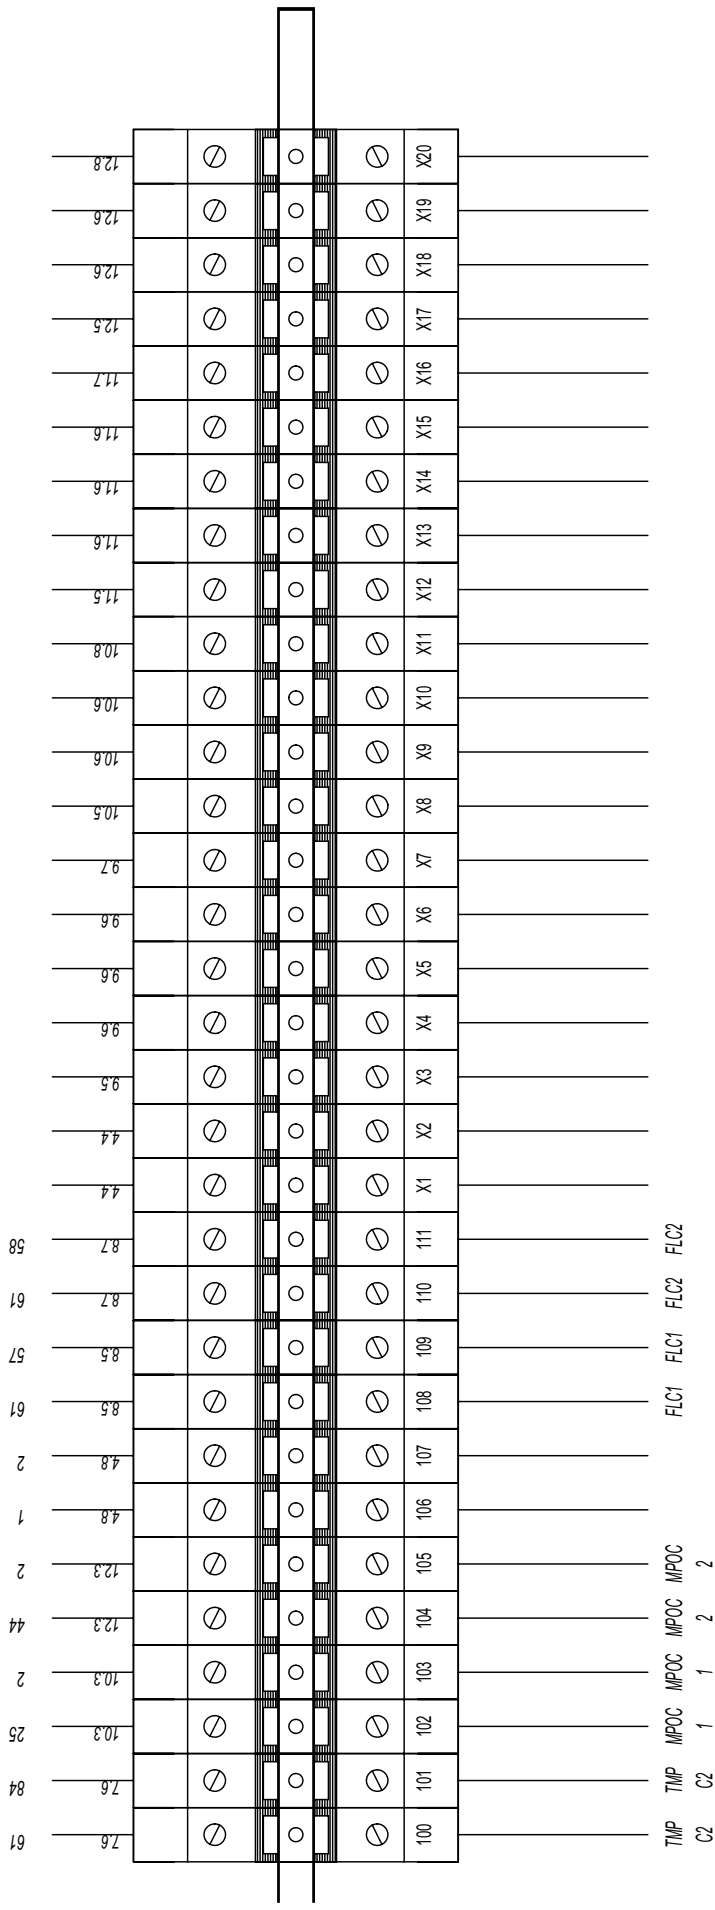 12.8 X20
12.6 X19
12.6 X18
12.5 X17
11.7 X16
11.6 X15
11.6 X14
11.6 X13
11.5 X12
10.8 X11
10.6 X10
10.6 X9
10.5 X8
9.7 X7
9.6 X6
9.6 X5
9.6 X4
9.5 X3
4.4 X2
4.4 X1
58 8.7 111 FLC2
61 8.7 110 FLC2
57 8.5 109 FLC1
61 8.5 108 FLC1
2 4.8 107
1 4.8 106
2 12.3 105 MPOC 2
44 12.3 104 MPOC 2
2 10.3 103 MPOC 1
25 10.3 102 MPOC 1
84 7.6 101 TMP C2
61 7.6 100 TMP C2